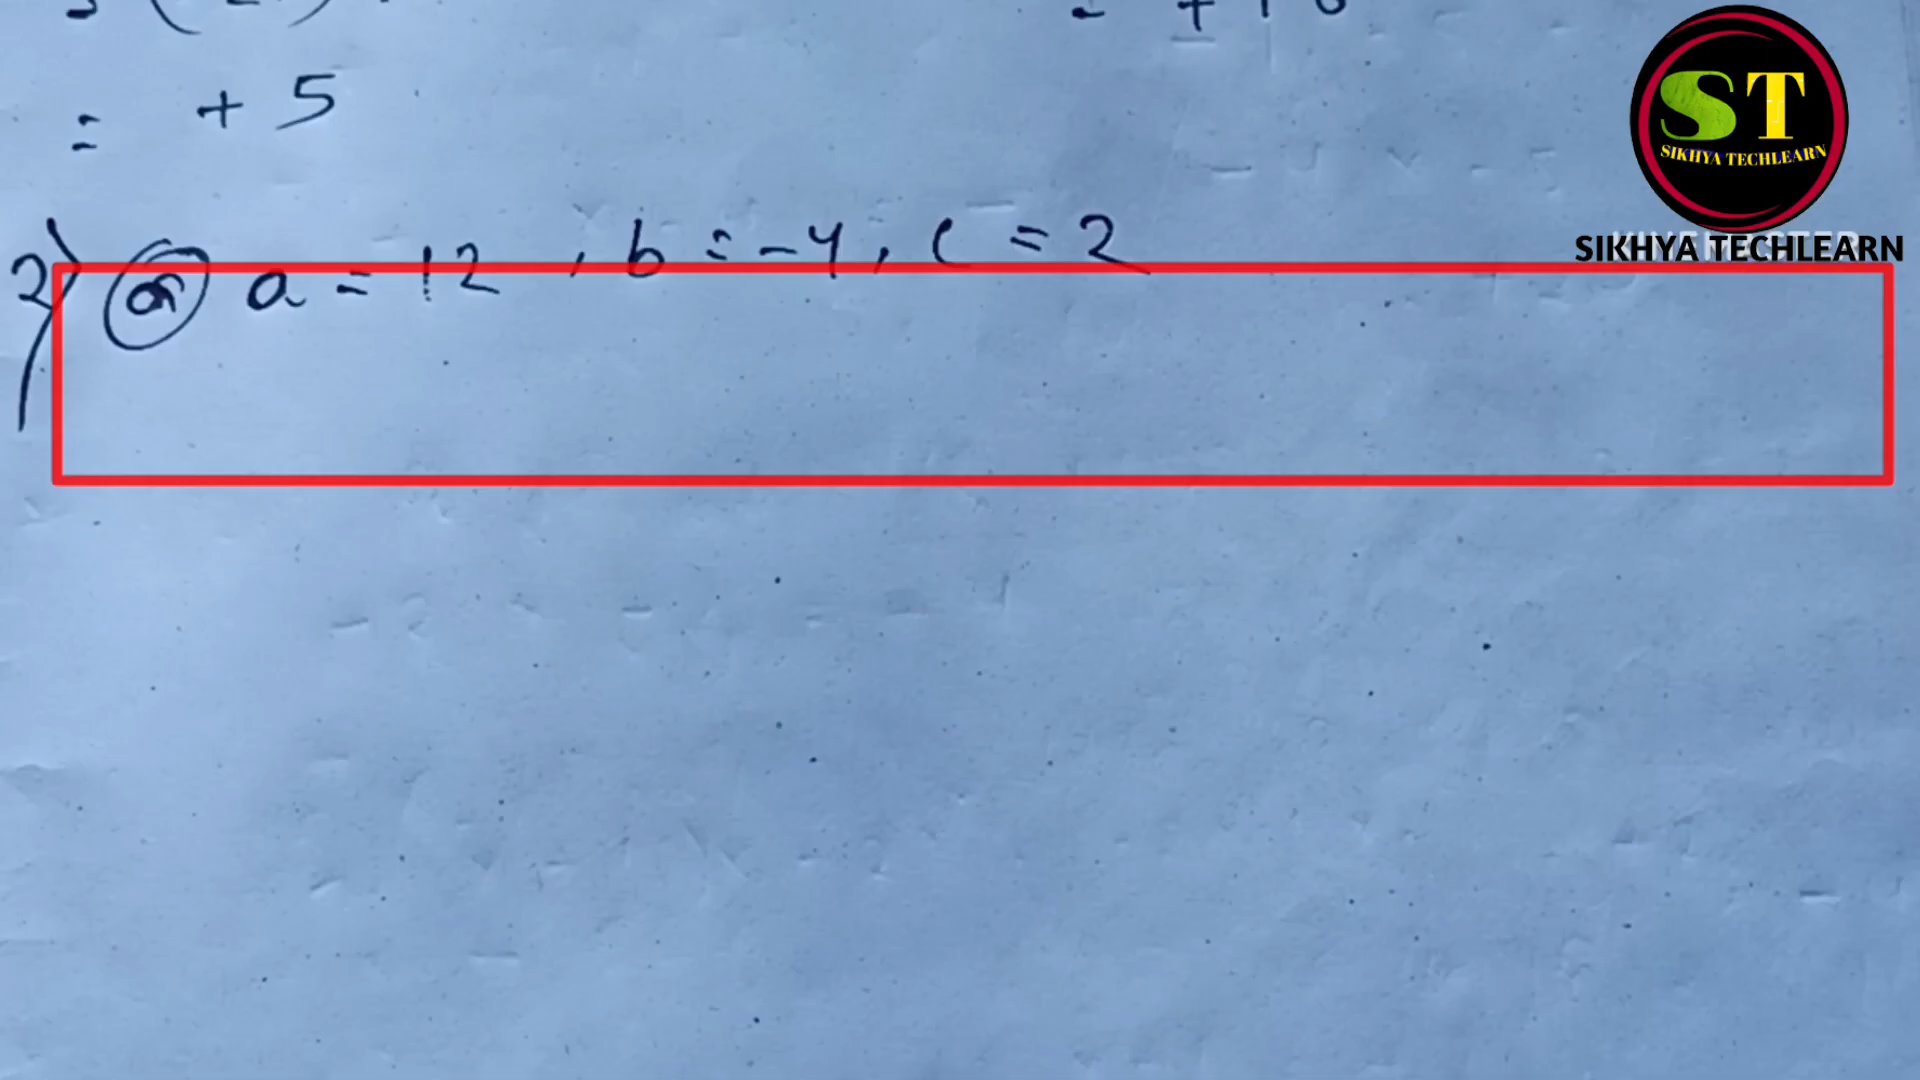 = + 5
2) (a) a = 12 , b = -4 , c = 2
ST
SIKHYA TECHLEARN
SIKHYA TECHLEARN